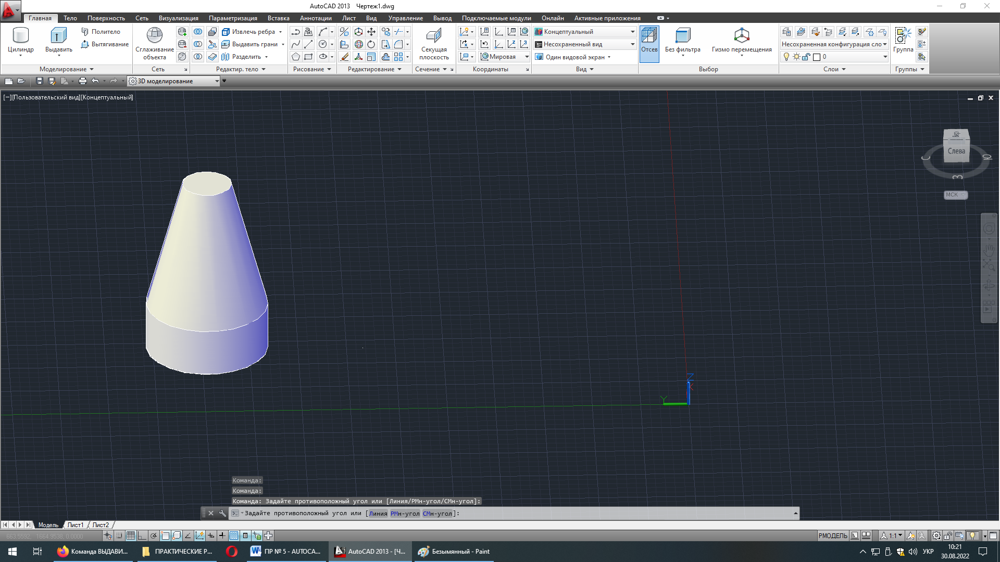 AutoCAD 2013 Чертеж1.dwg
Главная Тело Поверхность Сеть Визуализация Параметризация Вставка Аннотации Лист Вид Управление Вывод Подключаемые модули Онлайн Активные приложения
Цилиндр
Выдавить
Политело
Вытягивание
Моделирование
Сглаживание
объекта
Сеть
Извлечь ребра
Выдавить грани
Разделить
Редактир. тело
Рисование
Редактирование
Секущая
плоскость
Сечение
Мировая
Координаты
Концептуальный
Несохраненный вид
Один видовой экран
Вид
Отсев
Без фильтра
Гизмо перемещения
Выбор
Несохраненная конфигурация сло
0
Слои
Группа
Группы
3D моделирование
[−][Пользовательский вид][Концептуальный]
Слева
С
Ю
З
МСК
Z
Y
X
Команда:
Команда:
Команда: Задайте противоположный угол или [Линия/РМн-угол/СМн-угол]:
Задайте противоположный угол или [Линия РМн-угол СМн-угол]:
Модель Лист1 Лист2
663.5592, 1664.9538, 0.0000
РМОДЕЛЬ
1:1
Команда ВЫДАВИ...
ПРАКТИЧЕСКИЕ Р...
ПР № 5 - AUTOCA...
AutoCAD 2013 - [Ч...
Безымянный - Paint
УКР
10:21
30.08.2022